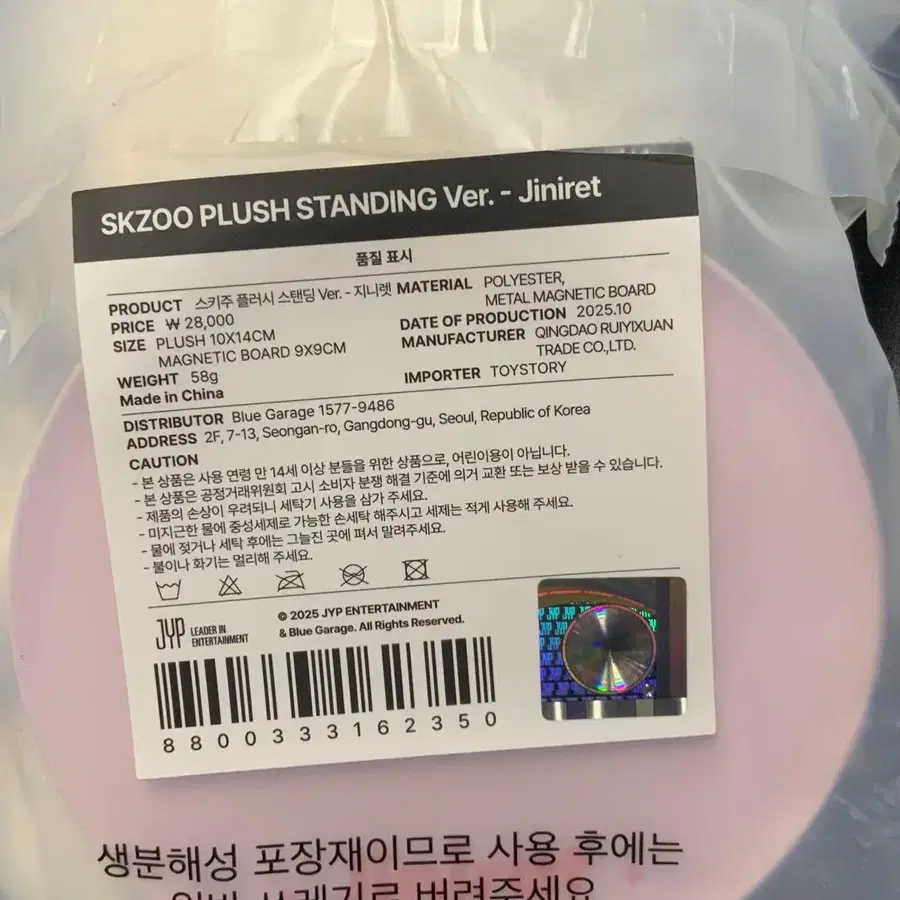 SKZOO PLUSH STANDING Ver. - Jiniret
품질 표시
PRODUCT 스키주 플러시 스탠딩 Ver. - 지니렛
PRICE ₩ 28,000
SIZE PLUSH 10X14CM
MAGNETIC BOARD 9X9CM
WEIGHT 58g
Made in China
MATERIAL POLYESTER,
METAL MAGNETIC BOARD
DATE OF PRODUCTION 2025.10
MANUFACTURER QINGDAO RUIYIXUAN
TRADE CO.,LTD.
IMPORTER TOYSTORY
DISTRIBUTOR Blue Garage 1577-9486
ADDRESS 2F, 7-13, Seongan-ro, Gangdong-gu, Seoul, Republic of Korea
CAUTION
- 본 상품은 사용 연령 만 14세 이상 분들을 위한 상품으로, 어린이용이 아닙니다.
- 본 상품은 공정거래위원회 고시 소비자 분쟁 해결 기준에 의거 교환 또는 보상 받을 수 있습니다.
- 제품의 손상이 우려되니 세탁기 사용을 삼가 주세요.
- 미지근한 물에 중성세제로 가능한 손세탁 해주시고 세제는 적게 사용해 주세요.
- 물에 젖거나 세탁 후에는 그늘진 곳에 펴서 말려주세요.
- 불이나 화기는 멀리해 주세요.
JYP LEADER IN
ENTERTAINMENT
© 2025 JYP ENTERTAINMENT
& Blue Garage. All Rights Reserved.
8800333162350
생분해성 포장재이므로 사용 후에는
일반 쓰레기로 버려주세요